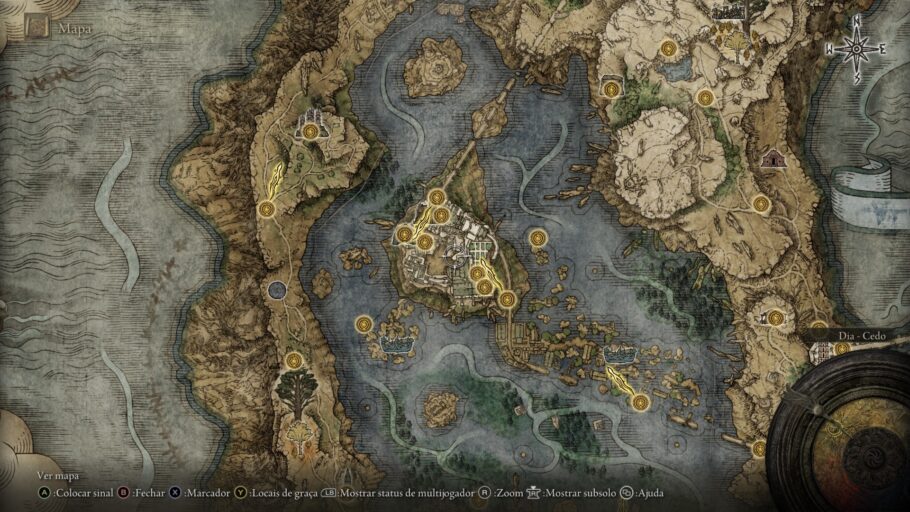 Mapa
N
W E
S
Dia - Cedo
Ver mapa
A :Colocar sinal B :Fechar X :Marcador Y :Locais de graça LB :Mostrar status de multijogador R :Zoom :Mostrar subsolo :Ajuda